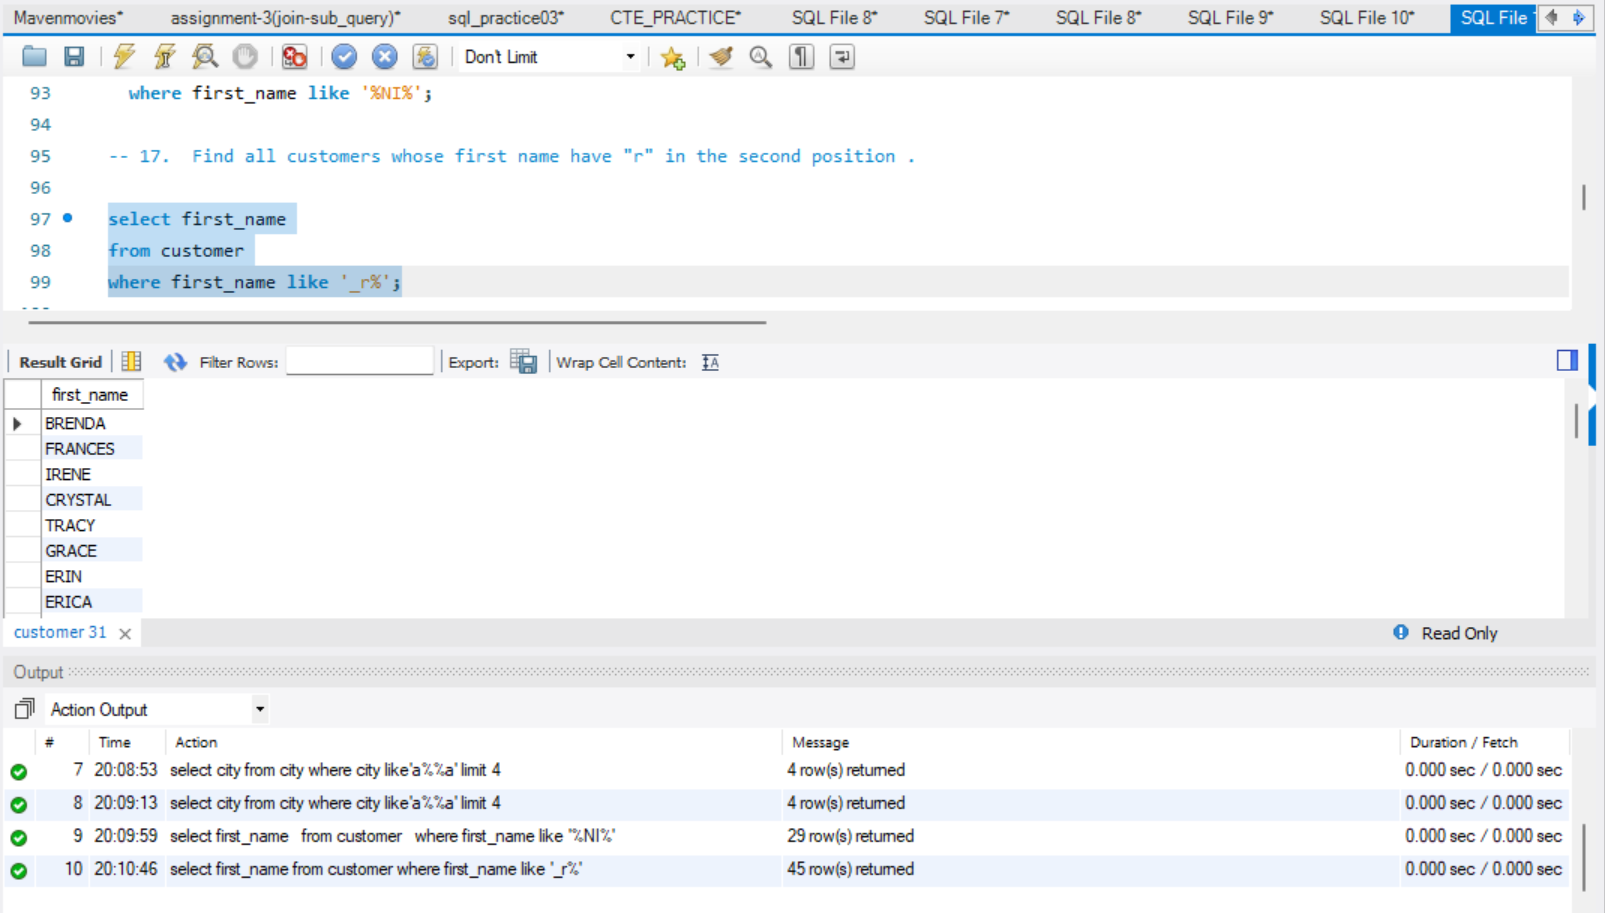 Mavenmovies* assignment-3(join-sub_query)* sql_practice03* CTE_PRACTICE* SQL File 8* SQL File 7* SQL File 8* SQL File 9* SQL File 10* SQL File
Don't Limit
93 where first_name like '%NI%';
94
95 -- 17. Find all customers whose first name have "r" in the second position .
96
97 select first_name
98 from customer
99 where first_name like '_r%';
Result Grid Filter Rows: Export: Wrap Cell Content:
first_name
BRENDA
FRANCES
IRENE
CRYSTAL
TRACY
GRACE
ERIN
ERICA
customer 31 Read Only
Output
Action Output
# Time Action Message Duration / Fetch
7 20:08:53 select city from city where city like'a%%a' limit 4 4 row(s) returned 0.000 sec / 0.000 sec
8 20:09:13 select city from city where city like'a%%a' limit 4 4 row(s) returned 0.000 sec / 0.000 sec
9 20:09:59 select first_name from customer where first_name like '%NI%' 29 row(s) returned 0.000 sec / 0.000 sec
10 20:10:46 select first_name from customer where first_name like '_r%' 45 row(s) returned 0.000 sec / 0.000 sec